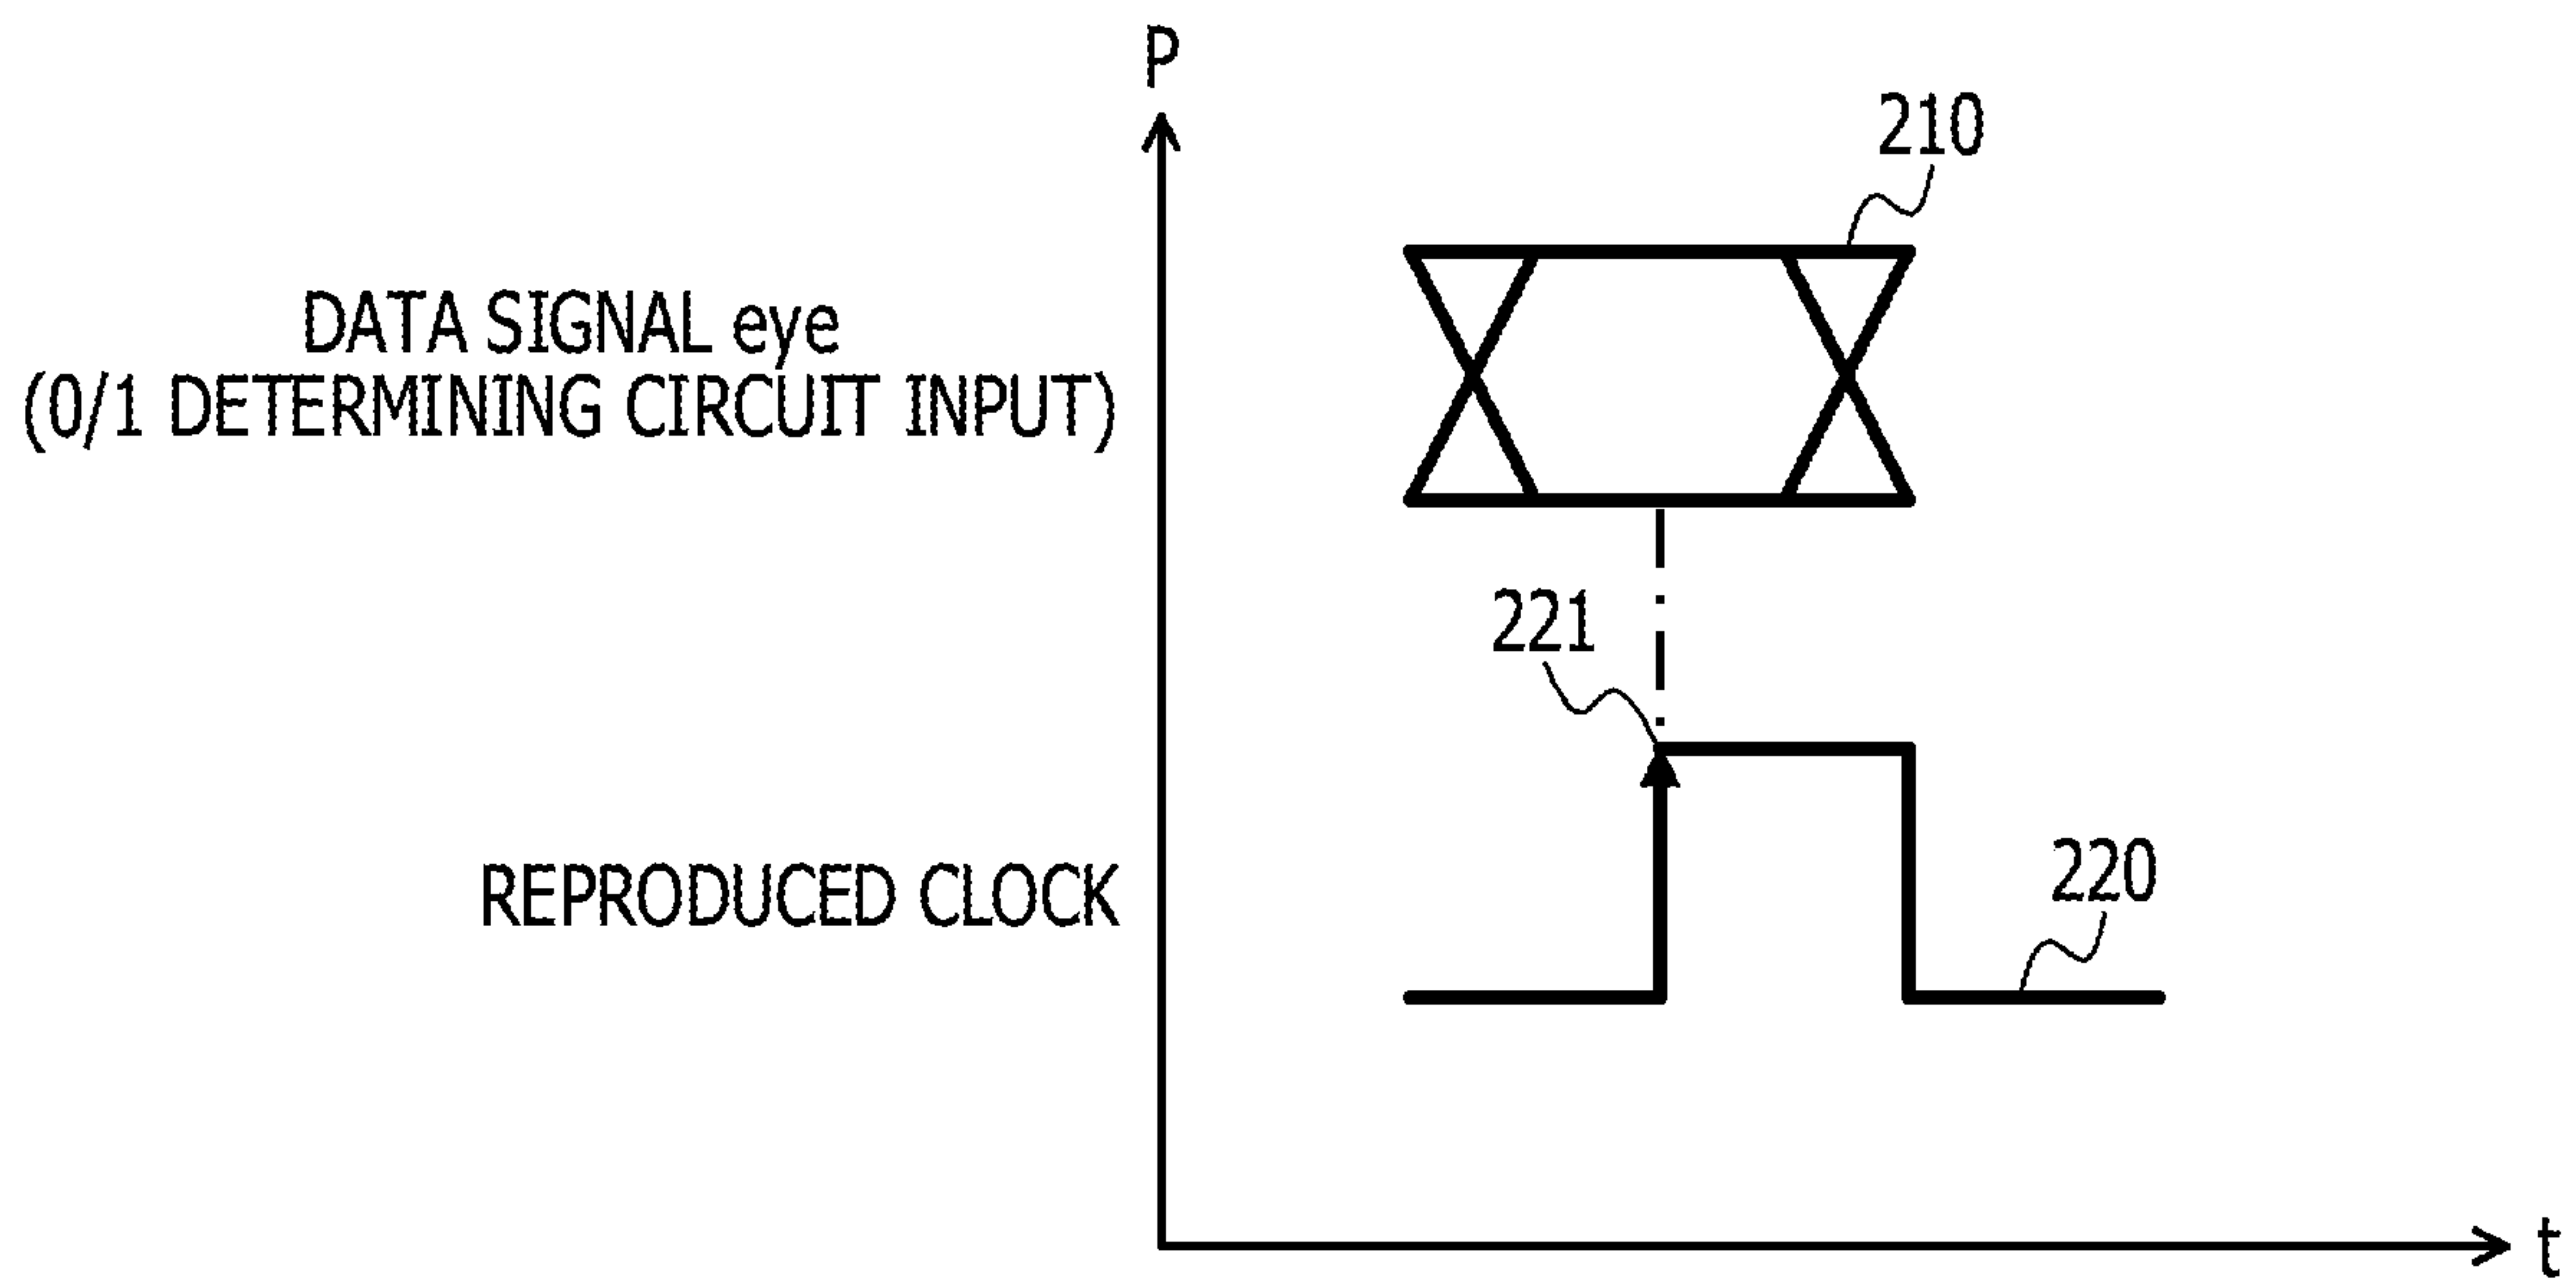 P
210
DATA SIGNAL eye
(0/1 DETERMINING CIRCUIT INPUT)
221
REPRODUCED CLOCK
220
t